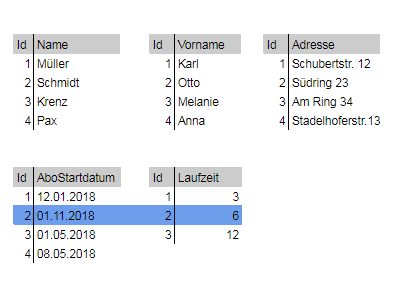 Id Name Id Vorname Id Adresse
1 Müller 1 Karl 1 Schubertstr. 12
2 Schmidt 2 Otto 2 Südring 23
3 Krenz 3 Melanie 3 Am Ring 34
4 Pax 4 Anna 4 Stadelhoferstr.13
Id AboStartdatum Id Laufzeit
1 12.01.2018 1 3
2 01.11.2018 2 6
3 01.05.2018 3 12
4 08.05.2018